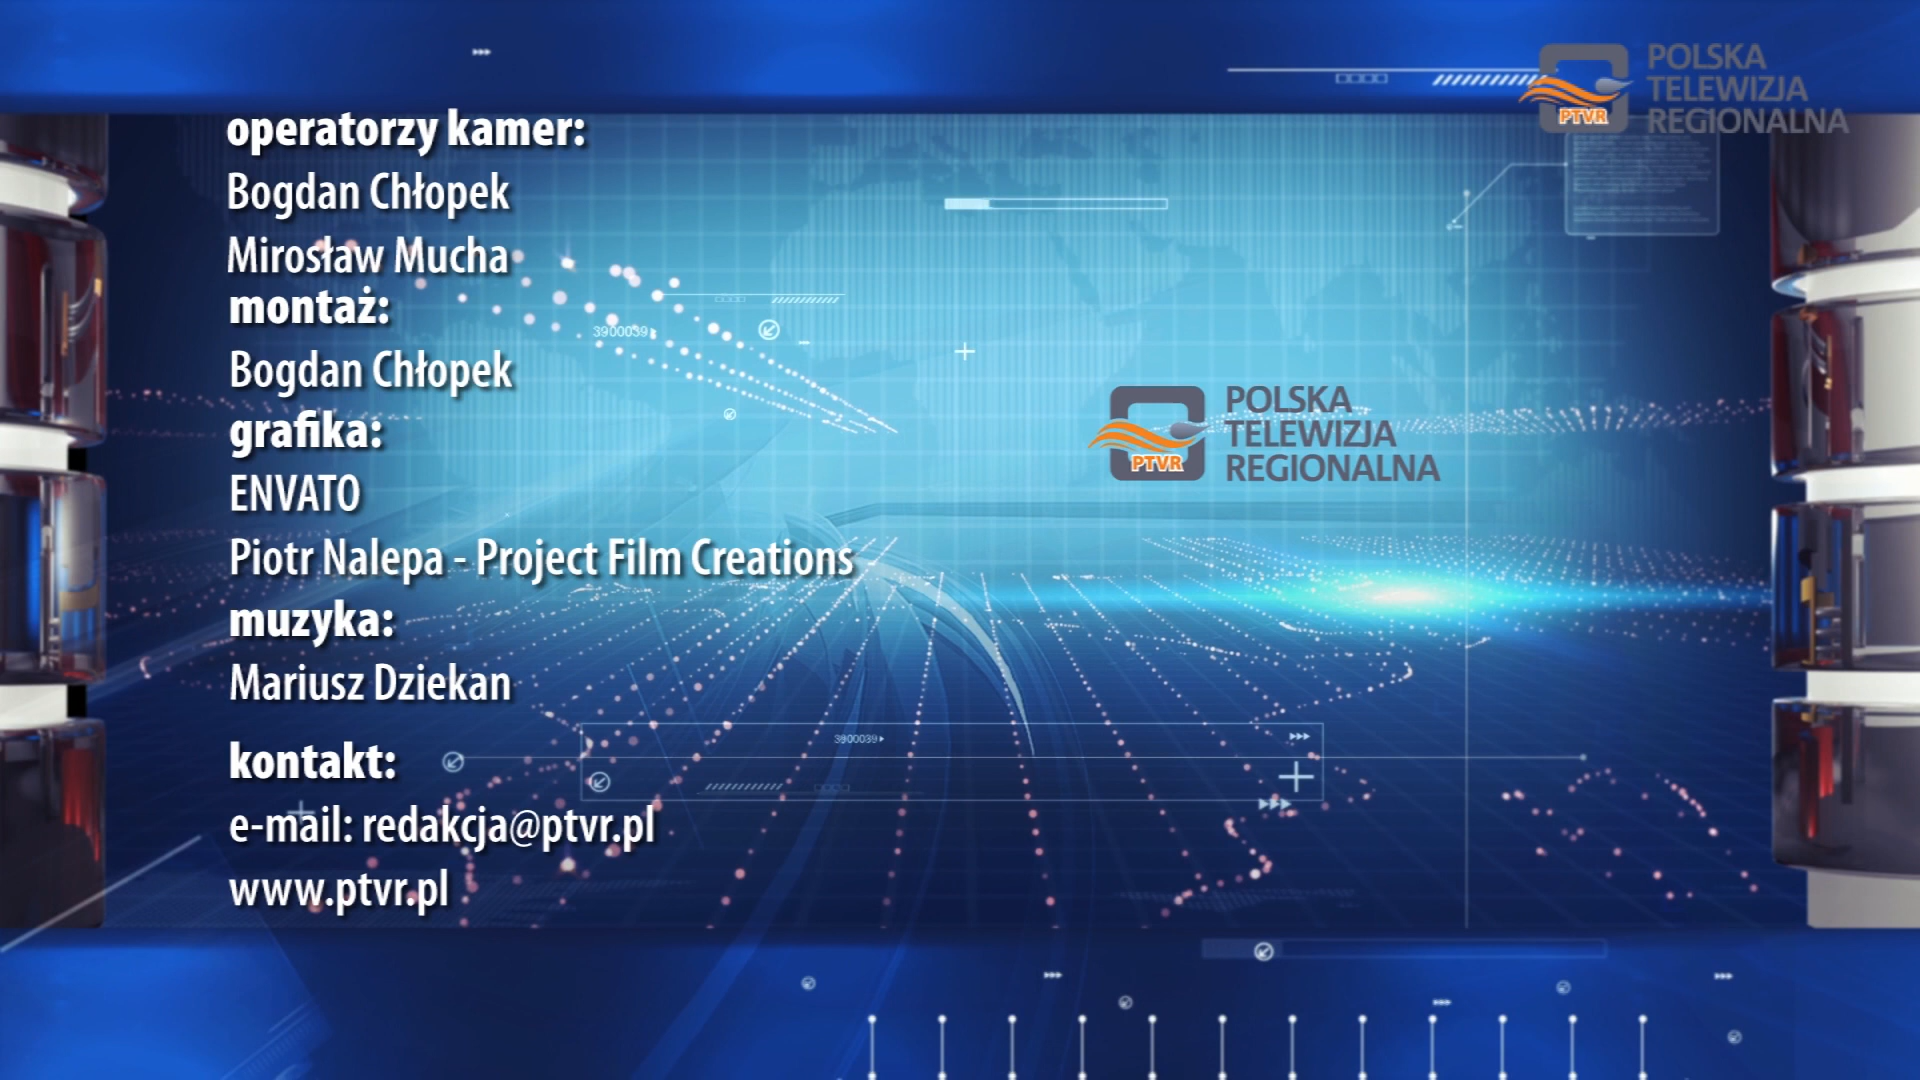 POLSKA
TELEWIZJA
REGIONALNA
PTVR
operatorzy kamer:
Bogdan Chłopek
Mirosław Mucha
montaż:
Bogdan Chłopek
grafika:
ENVATO
Piotr Nalepa - Project Film Creations
muzyka:
Mariusz Dziekan
kontakt:
e-mail: redakcja@ptvr.pl
www.ptvr.pl
3900039
POLSKA
TELEWIZJA
REGIONALNA
PTVR
3900039